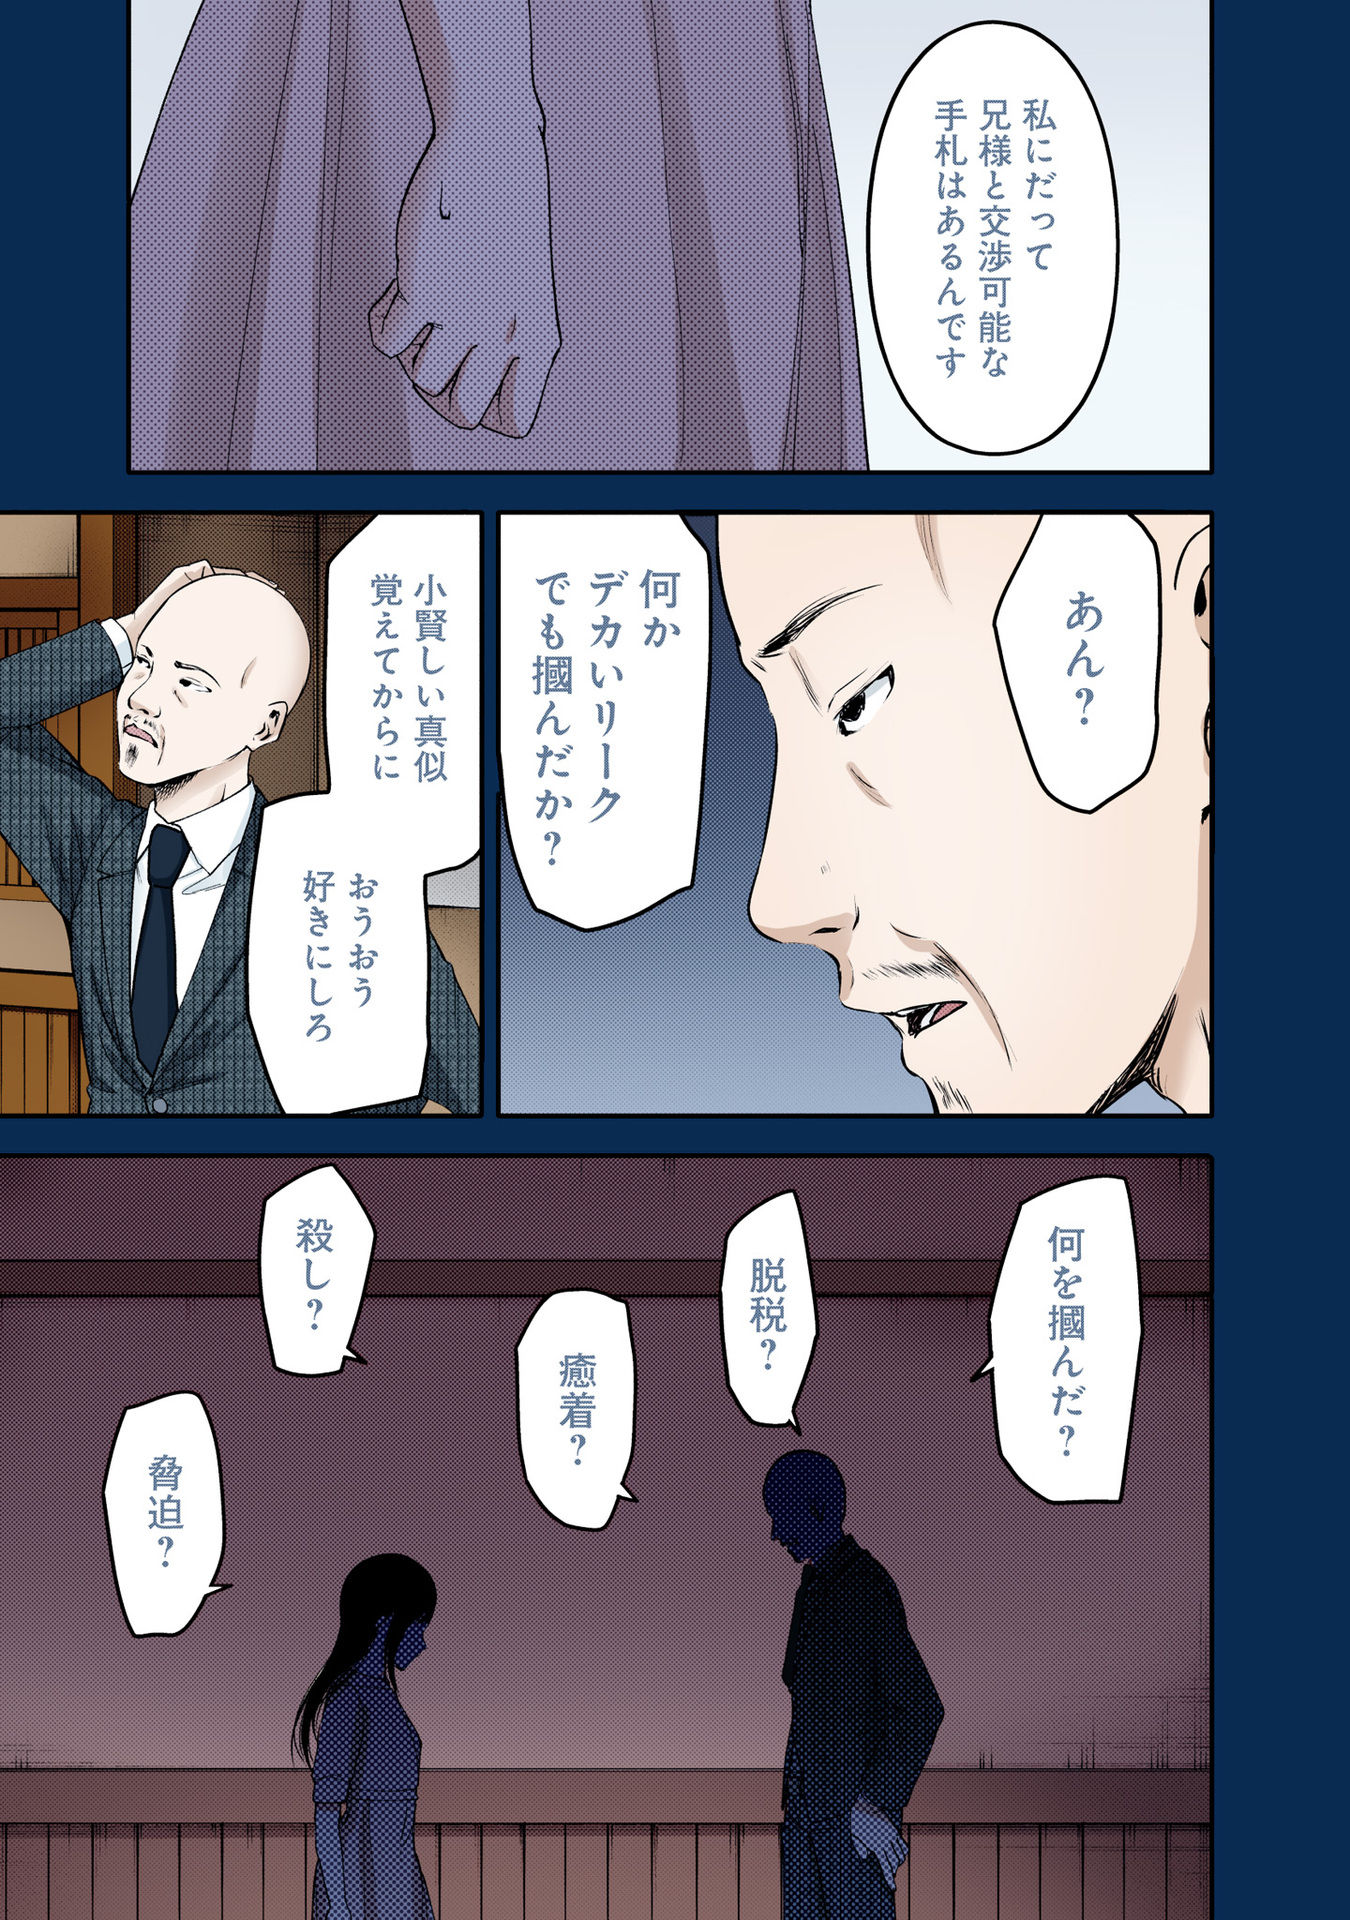 私にだって
兄様と交渉可能な
手札はあるんです
あん？
何か
デカいリーク
でも摑んだか？
小賢しい真似
覚えてからに
おうおう
好きにしろ
何を摑んだ？
脱税？
癒着？
殺し？
脅迫？